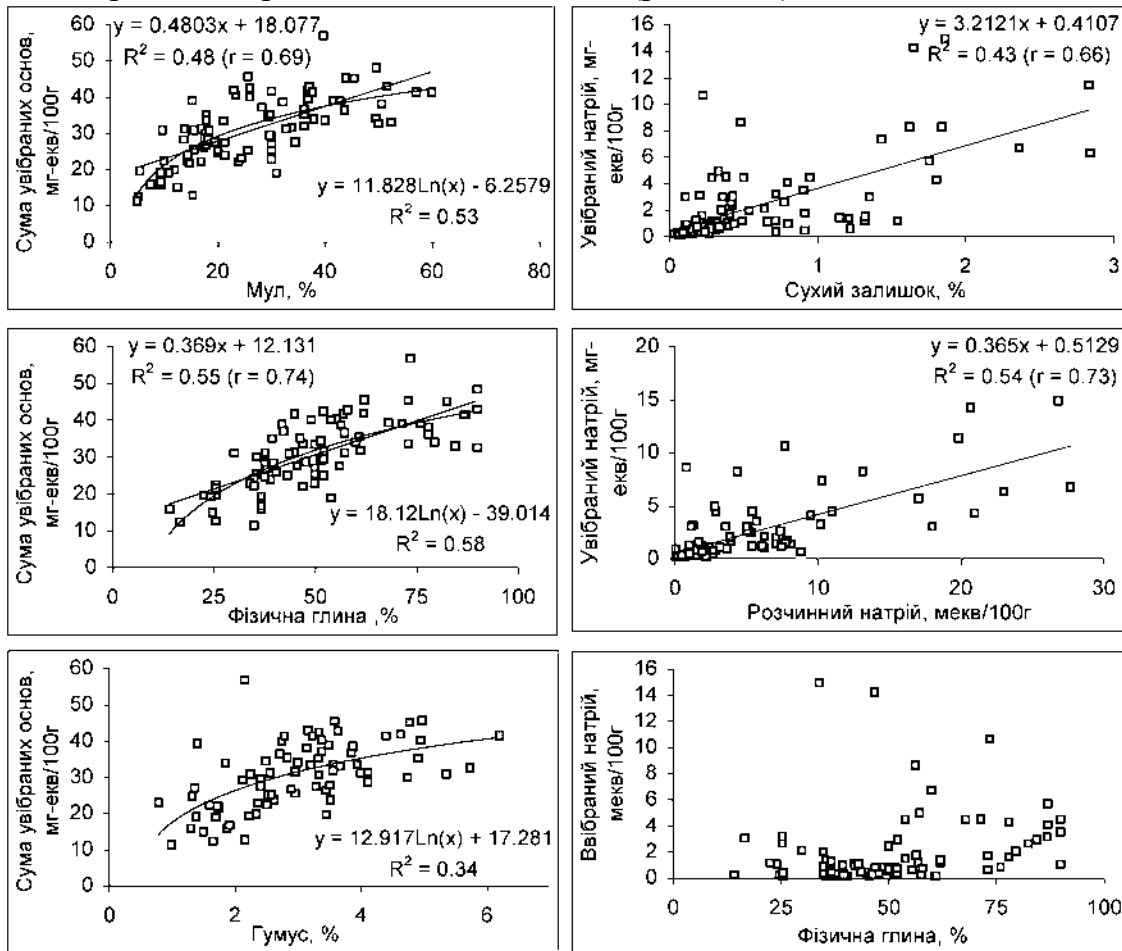 y = 0.4803x + 18.077
R² = 0.48 (r = 0.69)
Сума увібраних основ,
мг-екв/100г
60
50
40
30
20
10
0
y = 11.828Ln(x) - 6.2579
R² = 0.53
0 20 40 60 80
Мул, %
y = 3.2121x + 0.4107
R² = 0.43 (r = 0.66)
Увібраний натрій, мг-
екв/100г
16
14
12
10
8
6
4
2
0
0 1 2 3
Сухий залишок, %
y = 0.369x + 12.131
R² = 0.55 (r = 0.74)
Сума увібраних основ,
мг-екв/100г
60
50
40
30
20
10
0
y = 18.12Ln(x) - 39.014
R² = 0.58
0 25 50 75 100
Фізична глина ,%
y = 0.365x + 0.5129
R² = 0.54 (r = 0.73)
Увібраний натрій, мг-
екв/100г
20
15
10
5
0
0 10 20 30
Розчинний натрій, мекв/100г
Сума увібраних основ,
мг-екв/100г
60
50
40
30
20
10
0
y = 12.917Ln(x) + 17.281
R² = 0.34
0 2 4 6
Гумус, %
Ввібраний натрій,
мекв/100г
16
14
12
10
8
6
4
2
0
0 25 50 75 100
Фізична глина, %